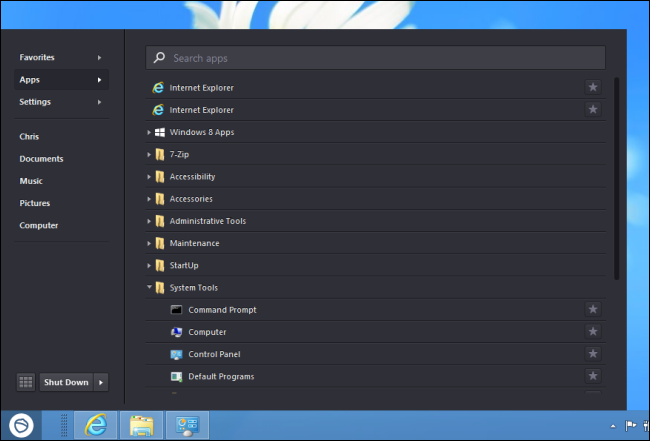 Favorites
Apps
Settings
Chris
Documents
Music
Pictures
Computer
Shut Down
Search apps
Internet Explorer
Internet Explorer
Windows 8 Apps
7-Zip
Accessibility
Accessories
Administrative Tools
Maintenance
StartUp
System Tools
Command Prompt
Computer
Control Panel
Default Programs